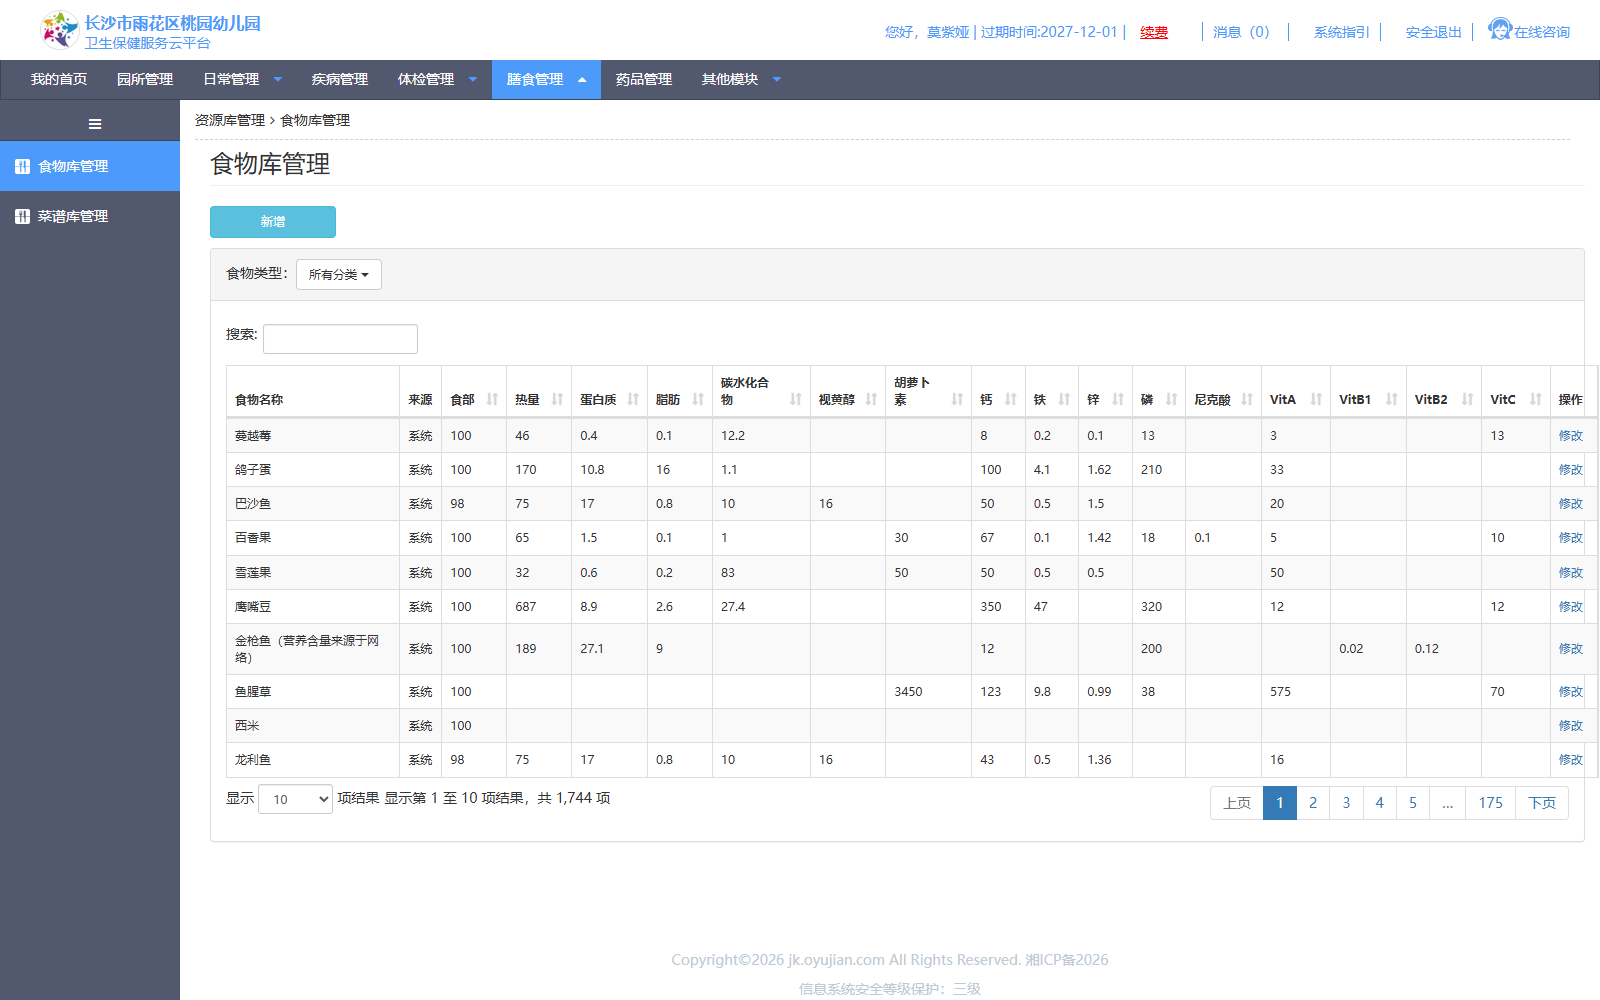 长沙市雨花区桃园幼儿园
卫生保健服务云平台
您好，莫紫娅 | 过期时间:2027-12-01 | 续费 消息（0） 系统指引 安全退出 在线咨询
我的首页 园所管理 日常管理 疾病管理 体检管理 膳食管理 药品管理 其他模块
食物库管理
菜谱库管理
资源库管理 > 食物库管理
食物库管理
新增
食物类型： 所有分类
搜索:
食物名称 来源 食部 热量 蛋白质 脂肪 碳水化合物 视黄醇 胡萝卜素 钙 铁 锌 磷 尼克酸 VitA VitB1 VitB2 VitC 操作
蔓越莓 系统 100 46 0.4 0.1 12.2 8 0.2 0.1 13 3 13 修改
鸽子蛋 系统 100 170 10.8 16 1.1 100 4.1 1.62 210 33 修改
巴沙鱼 系统 98 75 17 0.8 10 16 50 0.5 1.5 20 修改
百香果 系统 100 65 1.5 0.1 1 30 67 0.1 1.42 18 0.1 5 10 修改
雪莲果 系统 100 32 0.6 0.2 83 50 50 0.5 0.5 50 修改
鹰嘴豆 系统 100 687 8.9 2.6 27.4 350 47 320 12 12 修改
金枪鱼（营养含量来源于网络） 系统 100 189 27.1 9 12 200 0.02 0.12 修改
鱼腥草 系统 100 3450 123 9.8 0.99 38 575 70 修改
西米 系统 100 修改
龙利鱼 系统 98 75 17 0.8 10 16 43 0.5 1.36 16 修改
显示 10 项结果 显示第 1 至 10 项结果，共 1,744 项
上页 1 2 3 4 5 ... 175 下页
Copyright©2026 jk.oyujian.com All Rights Reserved. 湘ICP备2026
信息系统安全等级保护：三级